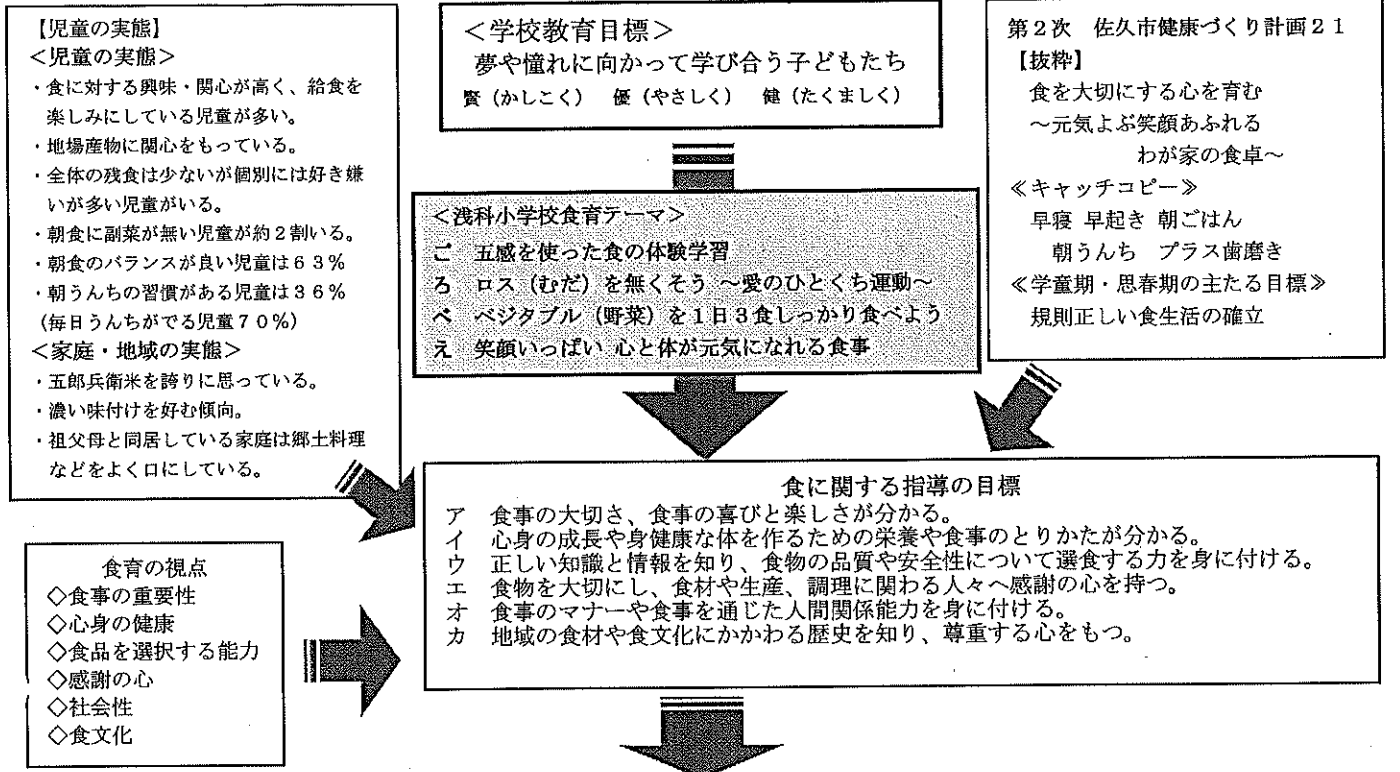 【児童の実態】
＜児童の実態＞
・食に対する興味・関心が高く、給食を
楽しみにしている児童が多い。
・地場産物に関心をもっている。
・全体の残食は少ないが個別には好き嫌
いが多い児童がいる。
・朝食に副菜が無い児童が約２割いる。
・朝食のバランスが良い児童は６３％
・朝うんちの習慣がある児童は３６％
(毎日うんちがでる児童７０％)
＜家庭・地域の実態＞
・五郎兵衛米を誇りに思っている。
・濃い味付けを好む傾向。
・祖父母と同居している家庭は郷土料理
などをよく口にしている。
＜学校教育目標＞
夢や憧れに向かって学び合う子どもたち
賢（かしこく）　優（やさしく）　健（たくましく）
第２次　佐久市健康づくり計画２１
【抜粋】
食を大切にする心を育む
～元気よぶ笑顔あふれる
わが家の食卓～
≪キャッチコピー≫
早寝 早起き 朝ごはん
朝うんち　プラス歯磨き
≪学童期・思春期の主たる目標≫
規則正しい食生活の確立
＜浅科小学校食育テーマ＞
ご　五感を使った食の体験学習
ろ　ロス（むだ）を無くそう ～愛のひとくち運動～
べ　ベジタブル（野菜）を１日３食しっかり食べよう
え　笑顔いっぱい 心と体が元気になれる食事
食に関する指導の目標
ア　食事の大切さ、食事の喜びと楽しさが分かる。
イ　心身の成長や身健康な体を作るための栄養や食事のとりかたが分かる。
ウ　正しい知識と情報を知り、食物の品質や安全性について選食する力を身に付ける。
エ　食物を大切にし、食材や生産、調理に関わる人々へ感謝の心を持つ。
オ　食事のマナーや食事を通じた人間関係能力を身に付ける。
カ　地域の食材や食文化にかかわる歴史を知り、尊重する心をもつ。
食育の視点
◇食事の重要性
◇心身の健康
◇食品を選択する能力
◇感謝の心
◇社会性
◇食文化